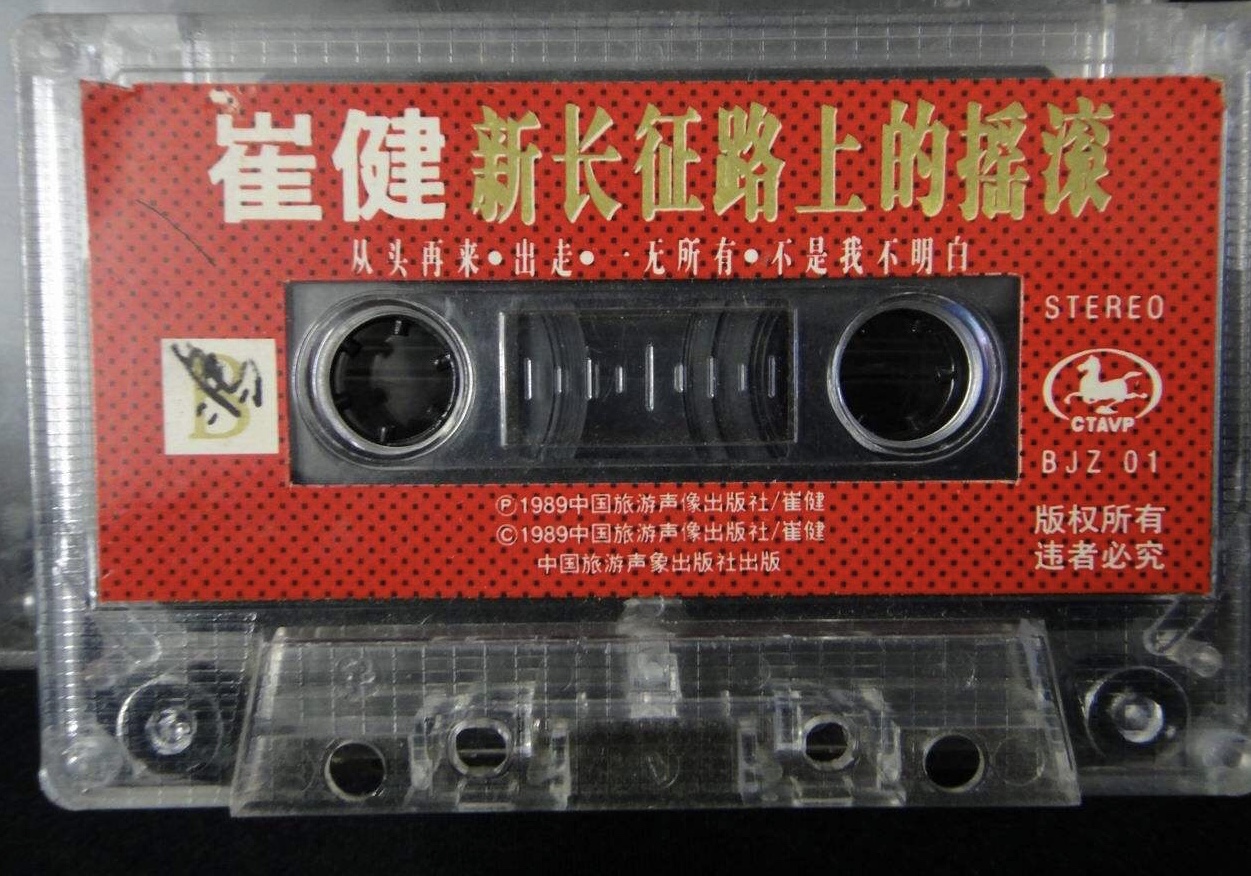 崔健 新长征路上的摇滚
从头再来●出走●一无所有●不是我不明白
STEREO
B
CTAVP
BJZ 01
Ⓟ1989中国旅游声像出版社/崔健
©1989中国旅游声像出版社/崔健
中国旅游声象出版社出版
版权所有
违者必究